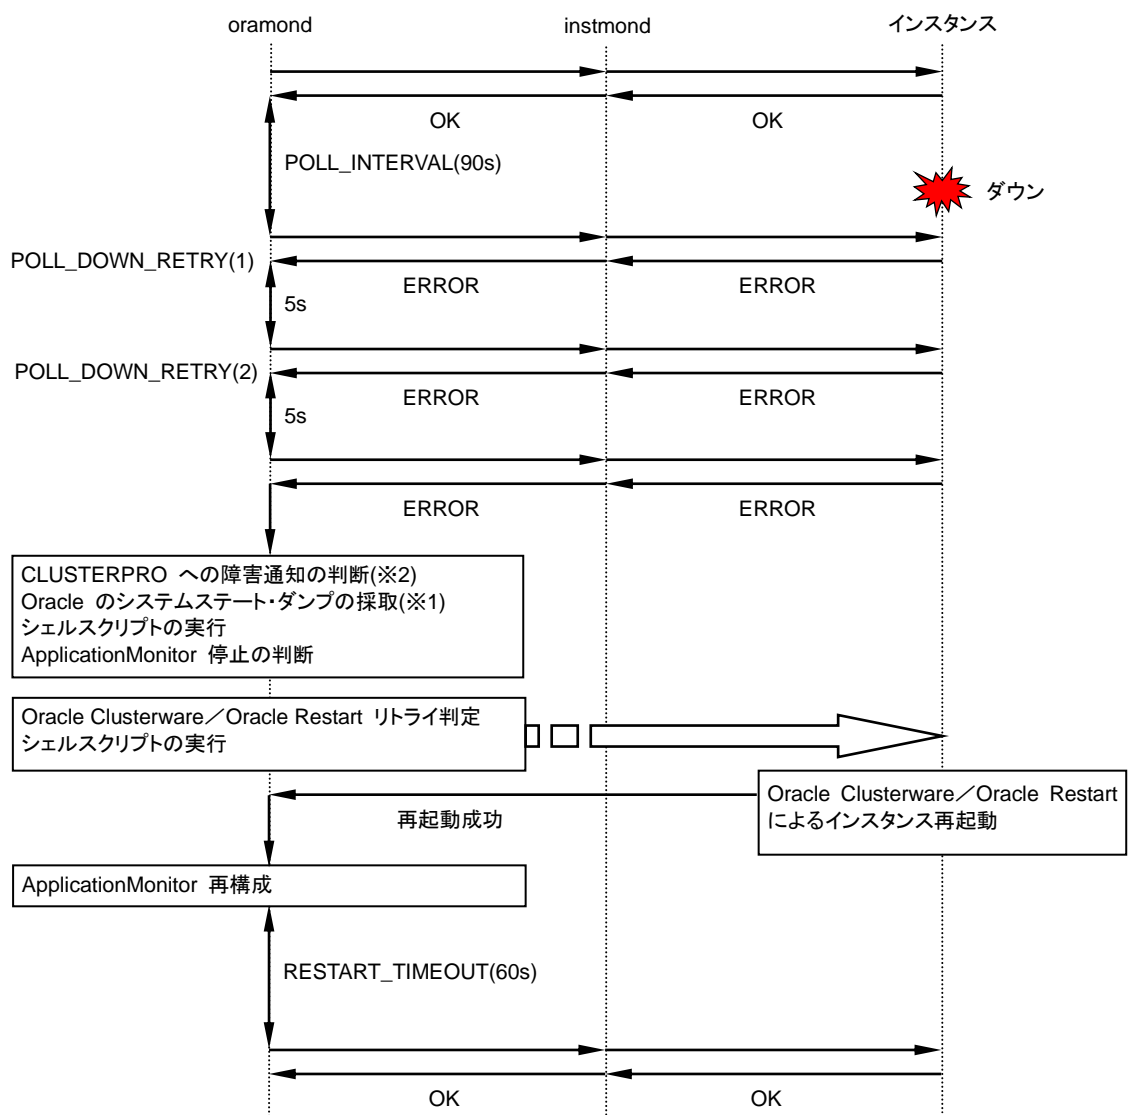 oramond
instmond
インスタンス
OK
OK
POLL_INTERVAL(90s)
ダウン
POLL_DOWN_RETRY(1)
ERROR
ERROR
5s
POLL_DOWN_RETRY(2)
ERROR
ERROR
5s
ERROR
ERROR
CLUSTERPRO への障害通知の判断(※2)
Oracle のシステムステート・ダンプの採取(※1)
シェルスクリプトの実行
ApplicationMonitor 停止の判断
Oracle Clusterware／Oracle Restart リトライ判定
シェルスクリプトの実行
Oracle Clusterware／Oracle Restart
によるインスタンス再起動
再起動成功
ApplicationMonitor 再構成
RESTART_TIMEOUT(60s)
OK
OK